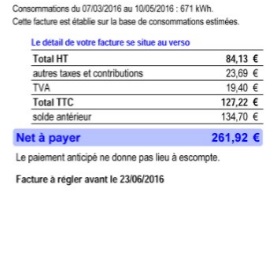 Consommations du 07/03/2016 au 10/05/2016 : 671 kWh.
Cette facture est établie sur la base de consommations estimées.
Le détail de votre facture se situe au verso
Total HT 84,13 €
autres taxes et contributions 23,69 €
TVA 19,40 €
Total TTC 127,22 €
solde antérieur 134,70 €
Net à payer 261,92 €
Le paiement anticipé ne donne pas lieu à escompte.
Facture à régler avant le 23/06/2016